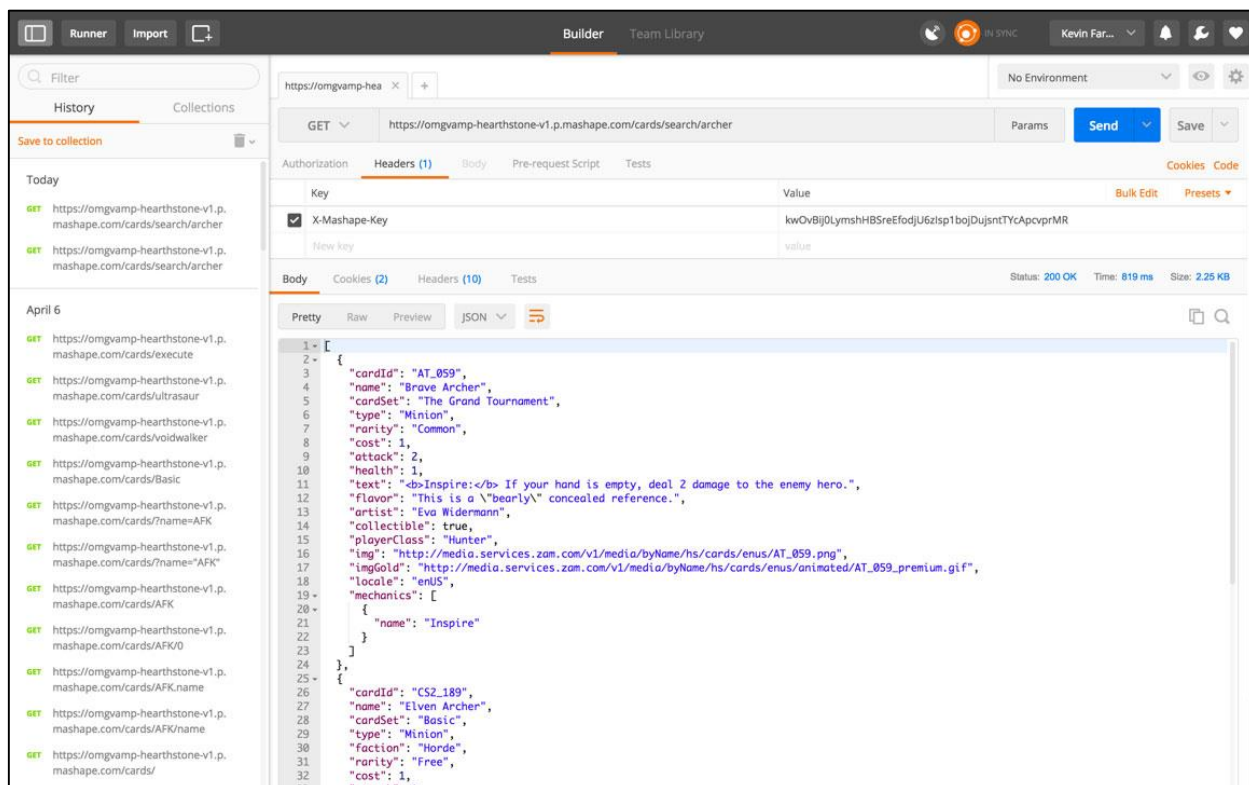 Runner Import Builder Team Library IN SYNC Kevin Far...
Filter
History Collections
Save to collection
Today
GET https://omgvamp-hearthstone-v1.p.
mashape.com/cards/search/archer
GET https://omgvamp-hearthstone-v1.p.
mashape.com/cards/search/archer
April 6
GET https://omgvamp-hearthstone-v1.p.
mashape.com/cards/execute
GET https://omgvamp-hearthstone-v1.p.
mashape.com/cards/ultrasaur
GET https://omgvamp-hearthstone-v1.p.
mashape.com/cards/voidwalker
GET https://omgvamp-hearthstone-v1.p.
mashape.com/cards/Basic
GET https://omgvamp-hearthstone-v1.p.
mashape.com/cards/?name=AFK
GET https://omgvamp-hearthstone-v1.p.
mashape.com/cards/?name="AFK"
GET https://omgvamp-hearthstone-v1.p.
mashape.com/cards/AFK
GET https://omgvamp-hearthstone-v1.p.
mashape.com/cards/AFK/0
GET https://omgvamp-hearthstone-v1.p.
mashape.com/cards/AFK.name
GET https://omgvamp-hearthstone-v1.p.
mashape.com/cards/AFK/name
GET https://omgvamp-hearthstone-v1.p.
mashape.com/cards/
https://omgvamp-hea No Environment
GET https://omgvamp-hearthstone-v1.p.mashape.com/cards/search/archer Params Send Save
Authorization Headers (1) Body Pre-request Script Tests Cookies Code
Key Value Bulk Edit Presets
X-Mashape-Key kwOvBij0LymshHBSreEfodjU6zIsp1bojDujsntTYcApcvprMR
New key value
Body Cookies (2) Headers (10) Tests Status: 200 OK Time: 819 ms Size: 2.25 KB
Pretty Raw Preview JSON
1 [
2 {
3 "cardId": "AT_059",
4 "name": "Brave Archer",
5 "cardSet": "The Grand Tournament",
6 "type": "Minion",
7 "rarity": "Common",
8 "cost": 1,
9 "attack": 2,
10 "health": 1,
11 "text": "<b>Inspire:</b> If your hand is empty, deal 2 damage to the enemy hero.",
12 "flavor": "This is a \"bearly\" concealed reference.",
13 "artist": "Eva Widermann",
14 "collectible": true,
15 "playerClass": "Hunter",
16 "img": "http://media.services.zam.com/v1/media/byName/hs/cards/enus/AT_059.png",
17 "imgGold": "http://media.services.zam.com/v1/media/byName/hs/cards/enus/animated/AT_059_premium.gif",
18 "locale": "enUS",
19 "mechanics": [
20 {
21 "name": "Inspire"
22 }
23 ]
24 },
25 {
26 "cardId": "CS2_189",
27 "name": "Elven Archer",
28 "cardSet": "Basic",
29 "type": "Minion",
30 "faction": "Horde",
31 "rarity": "Free",
32 "cost": 1,